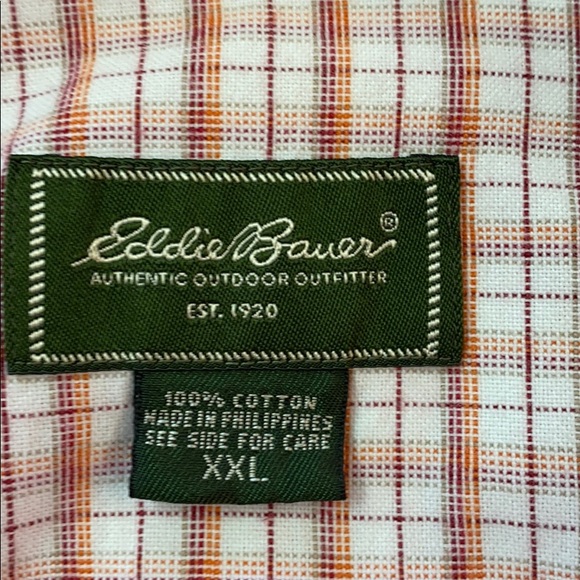 Eddie Bauer ®
AUTHENTIC OUTDOOR OUTFITTER
EST. 1920
100% COTTON
MADE IN PHILIPPINES
SEE SIDE FOR CARE
XXL